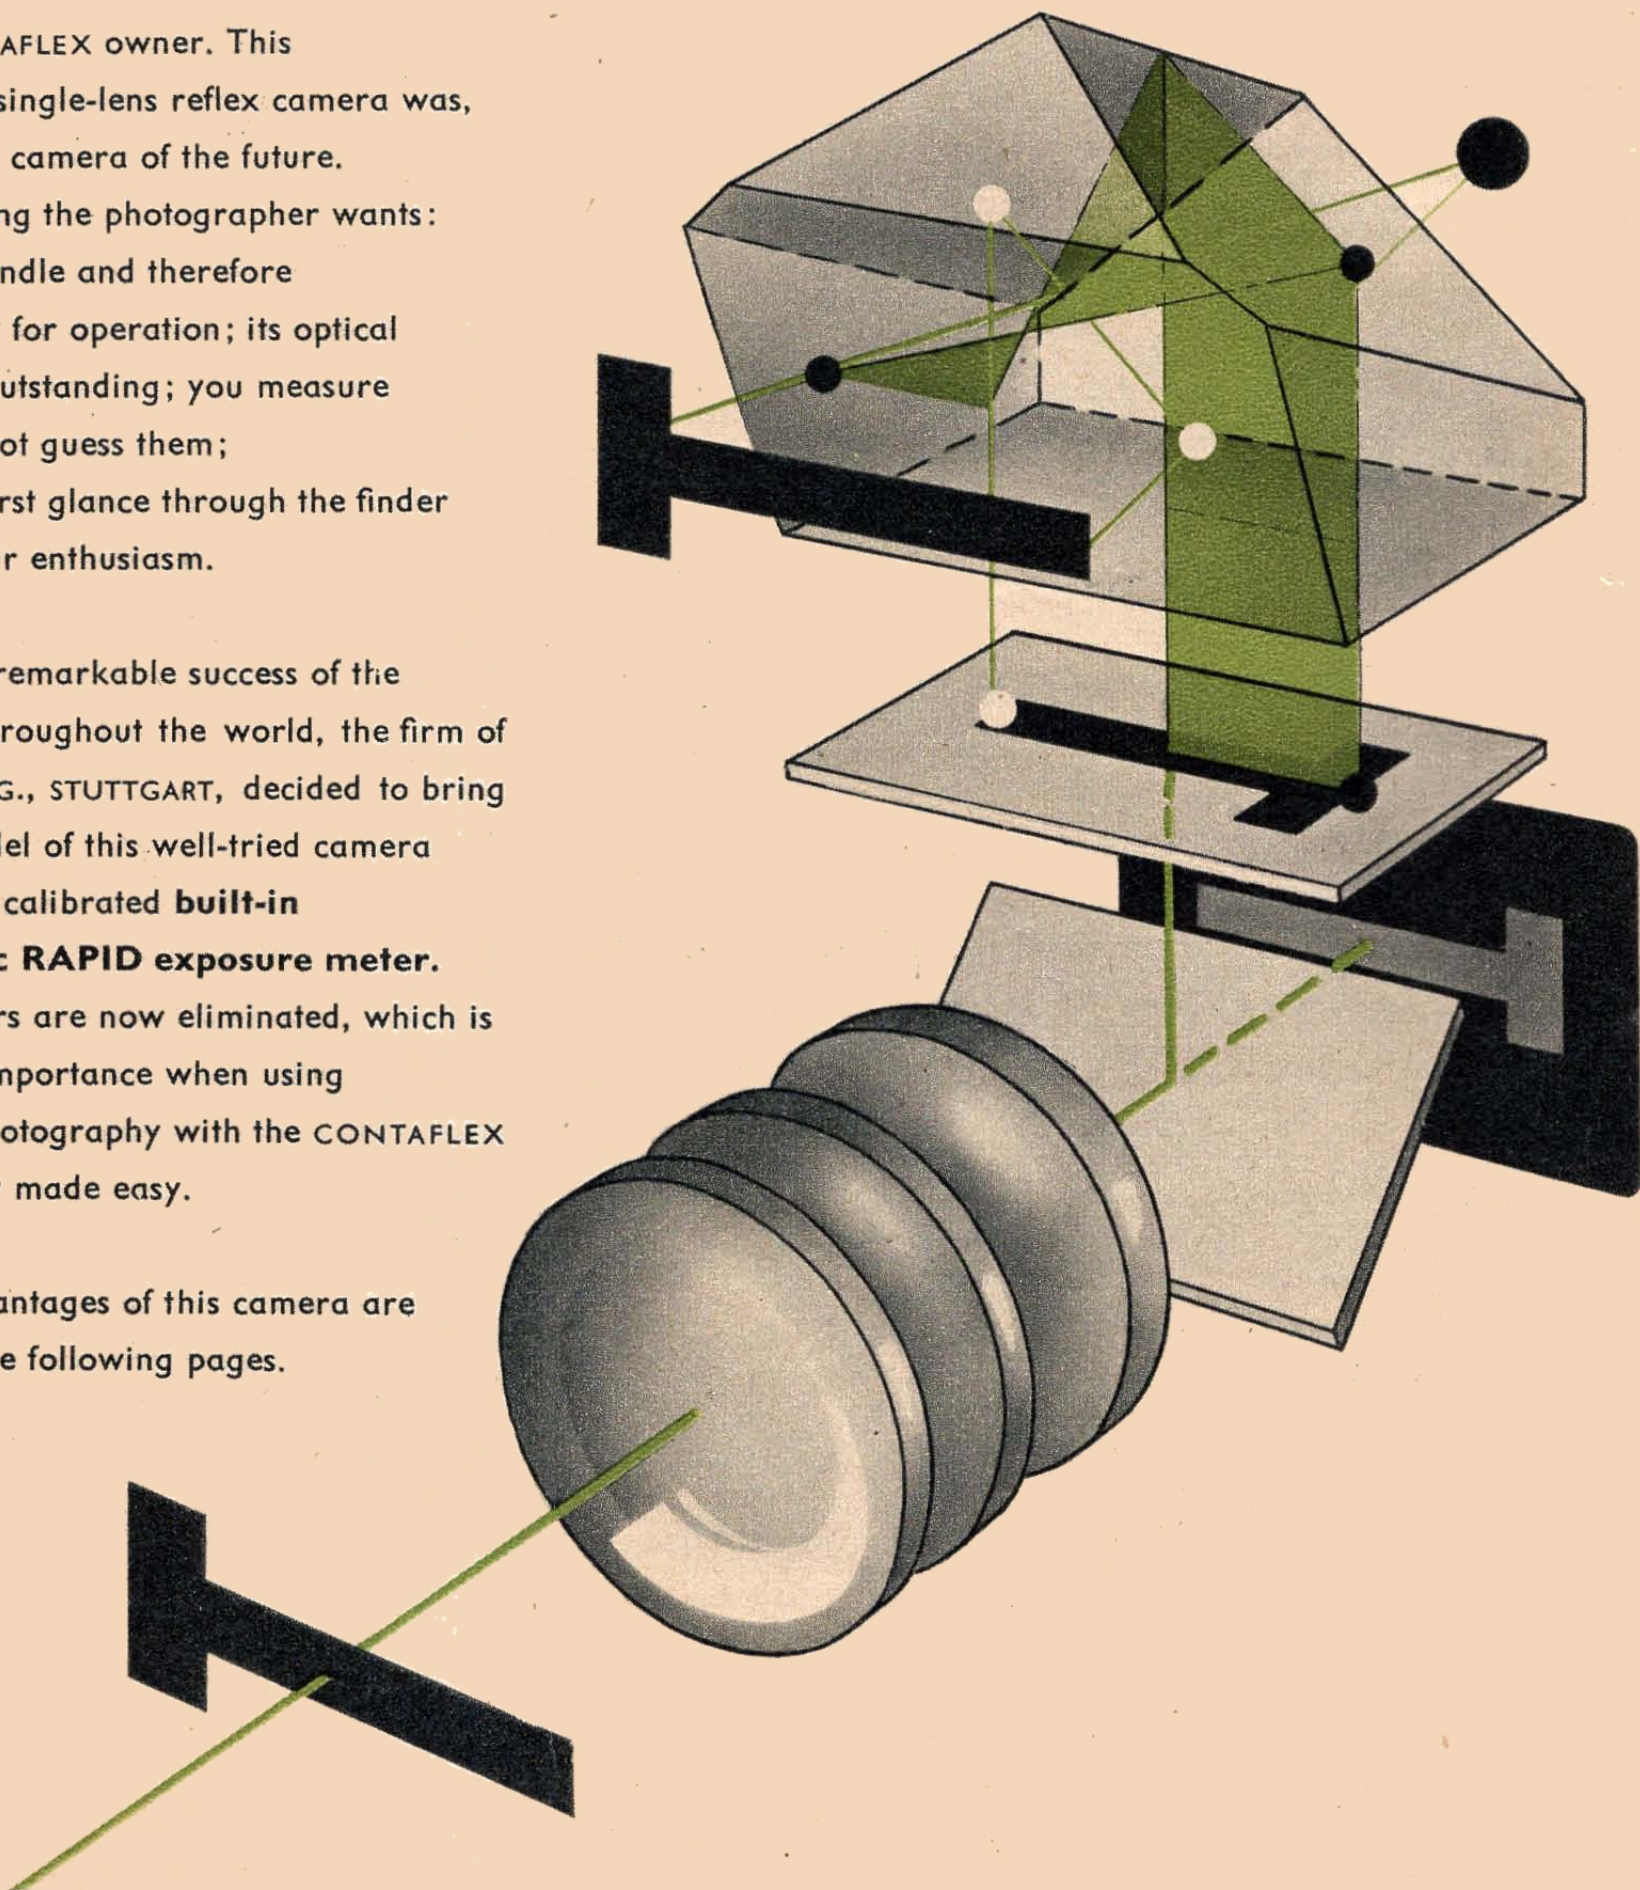 AFLEX owner. This
single-lens reflex camera was,
camera of the future.
ng the photographer wants:
ndle and therefore
for operation; its optical
utstanding; you measure
ot guess them;
rst glance through the finder
r enthusiasm.
remarkable success of the
roughout the world, the firm of
G., STUTTGART, decided to bring
el of this well-tried camera
calibrated built-in
c RAPID exposure meter.
rs are now eliminated, which is
mportance when using
otography with the CONTAFLEX
made easy.
antages of this camera are
e following pages.